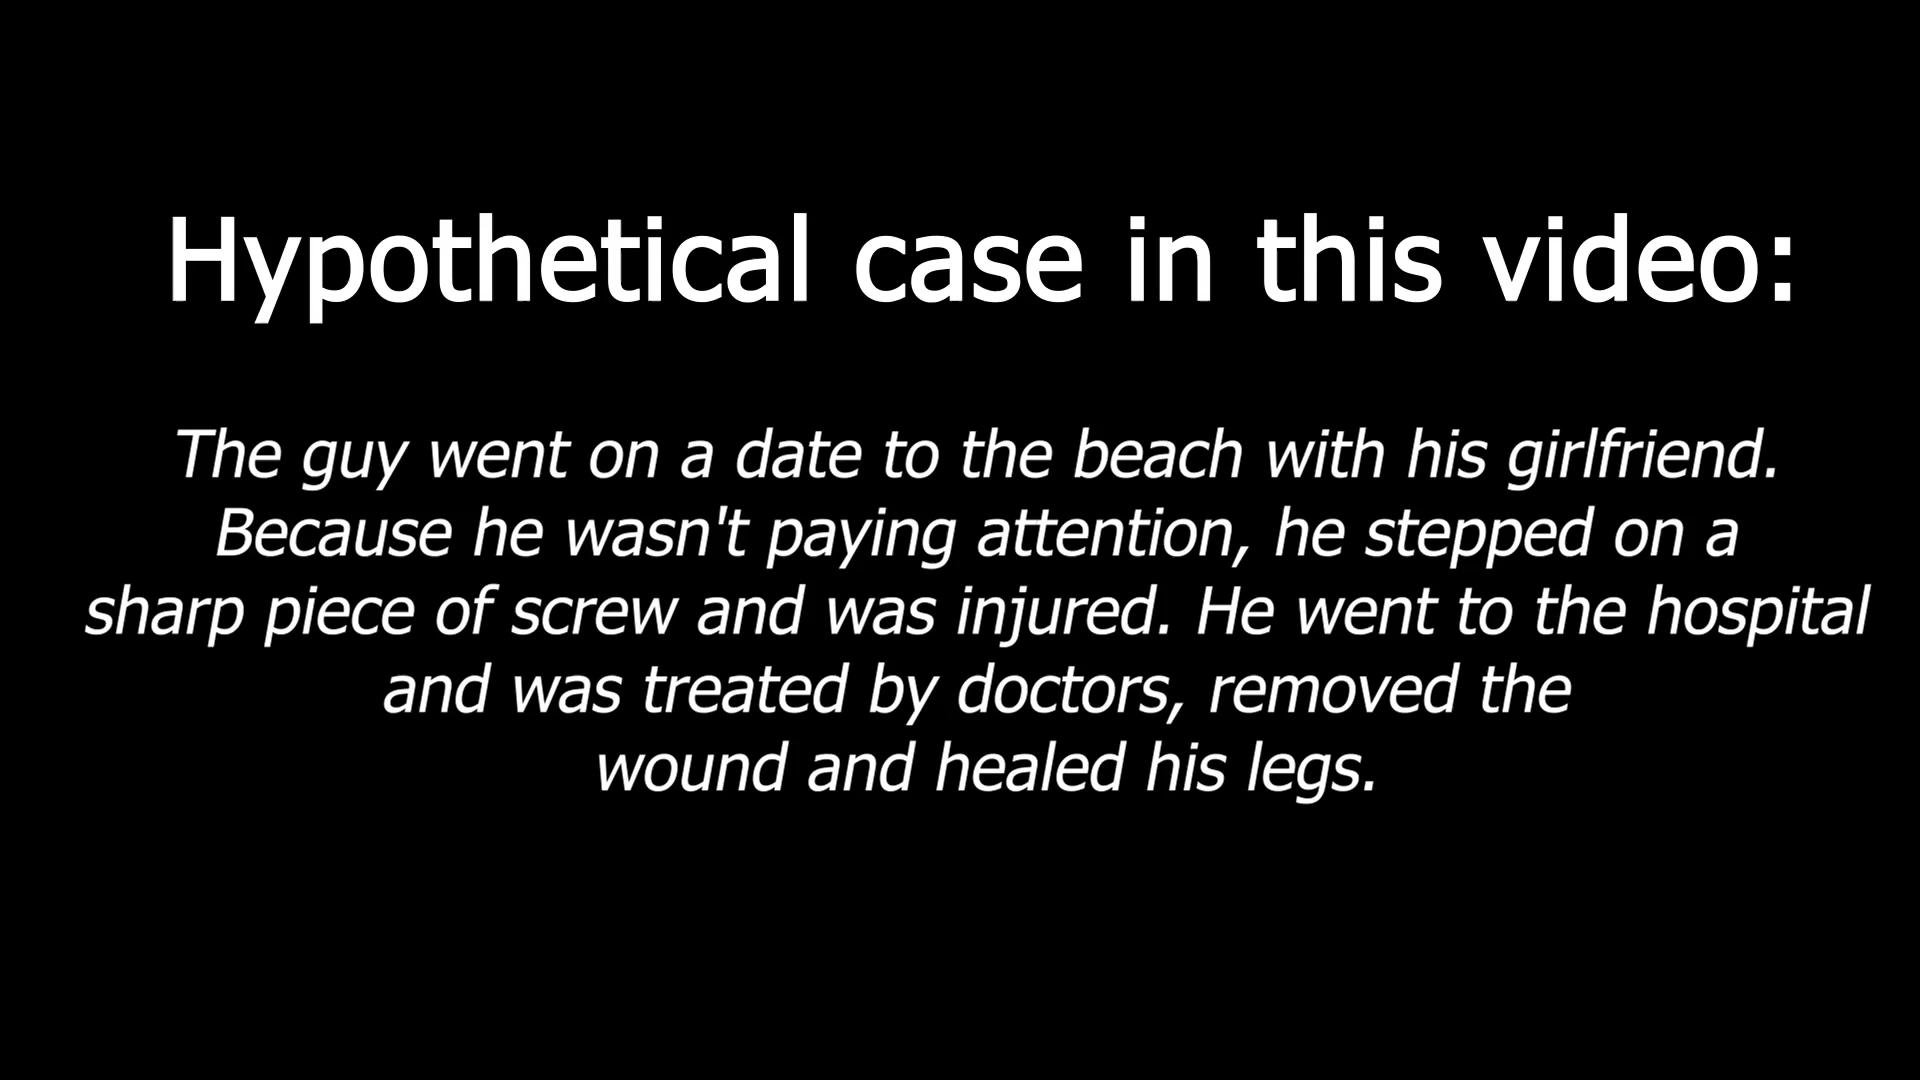 Hypothetical case in this video:
The guy went on a date to the beach with his girlfriend.
Because he wasn't paying attention, he stepped on a
sharp piece of screw and was injured. He went to the hospital
and was treated by doctors, removed the
wound and healed his legs.